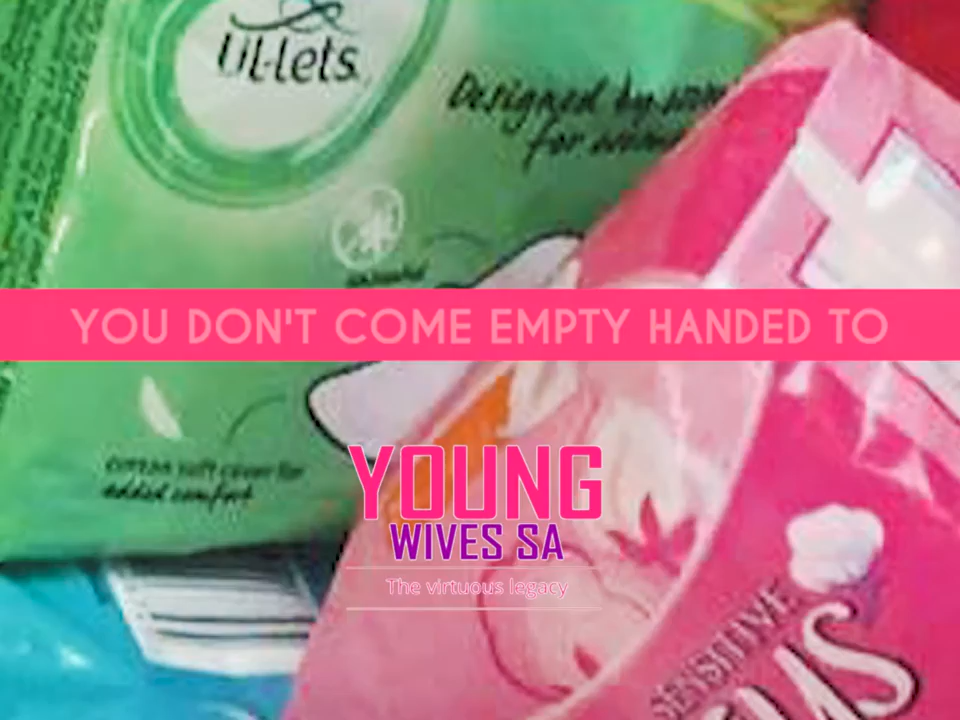 Lil-lets
Designed by
for
YOU DON'T COME EMPTY HANDED TO
cotton soft cover for
added comfort
YOUNG
WIVES SA
The virtuous legacy
SENSITIVE